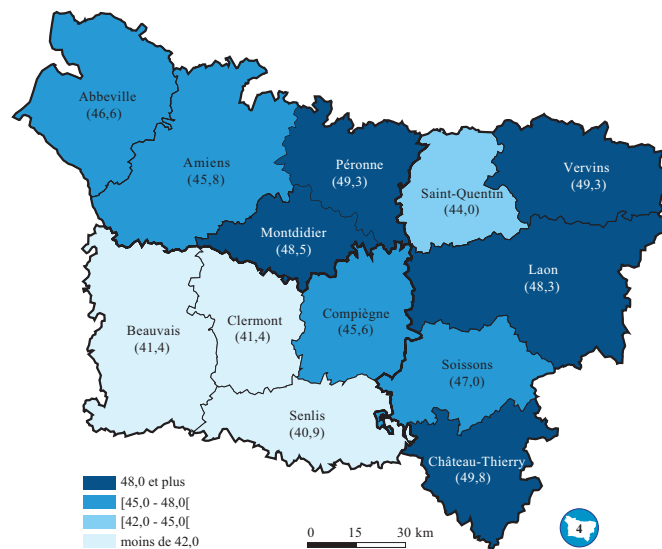 Abbeville
(46,6)
Amiens
(45,8)
Péronne
(49,3)
Saint-Quentin
(44,0)
Vervins
(49,3)
Montdidier
(48,5)
Laon
(48,3)
Beauvais
(41,4)
Clermont
(41,4)
Compiègne
(45,6)
Soissons
(47,0)
Senlis
(40,9)
Château-Thierry
(49,8)
48,0 et plus
[45,0 - 48,0[
[42,0 - 45,0[
moins de 42,0
0 15 30 km
4